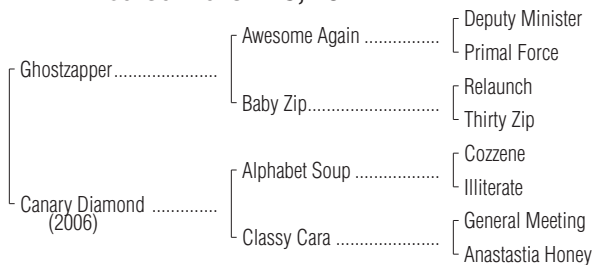 Ghostzapper......................
Awesome Again ................
Deputy Minister
Primal Force
Baby Zip............................
Relaunch
Thirty Zip
Canary Diamond ..............
(2006)
Alphabet Soup ..................
Cozzene
Illiterate
Classy Cara ......................
General Meeting
Anastastia Honey